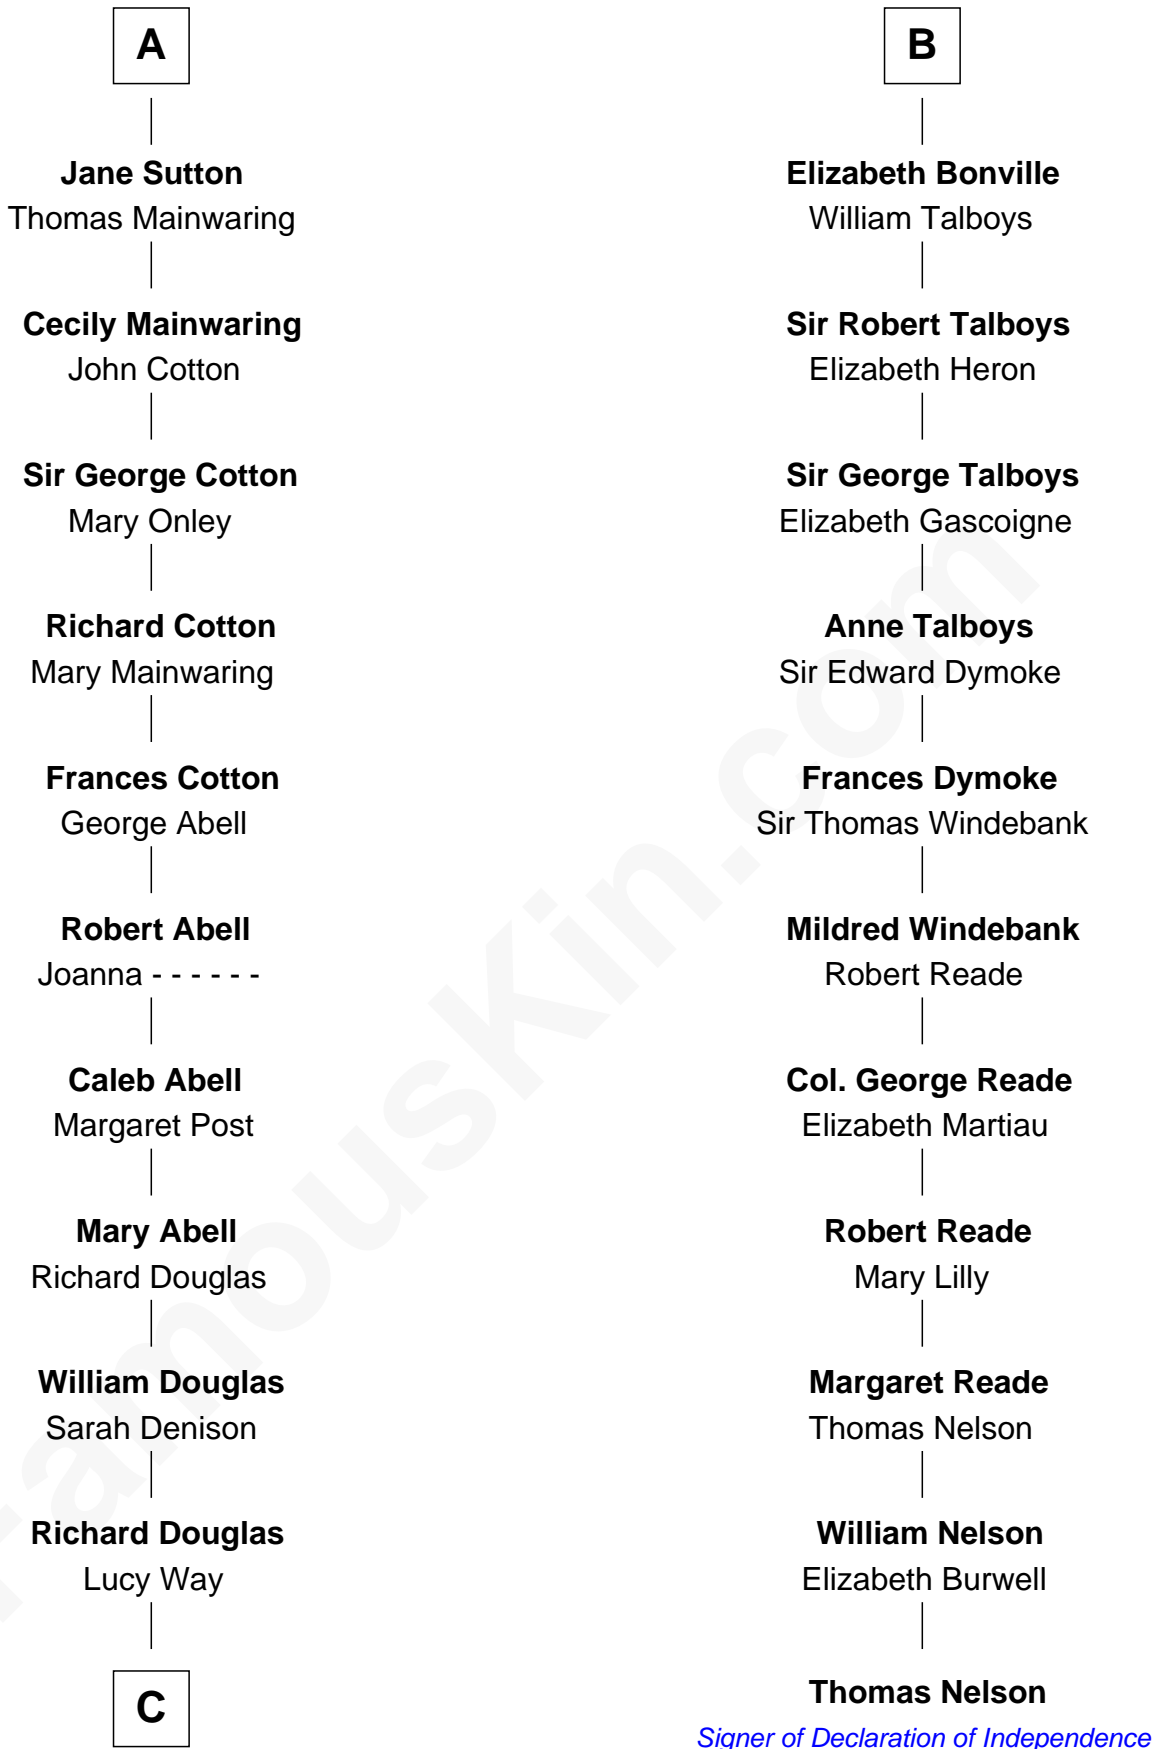 A
Jane Sutton
Thomas Mainwaring
Cecily Mainwaring
John Cotton
Sir George Cotton
Mary Onley
Richard Cotton
Mary Mainwaring
Frances Cotton
George Abell
Robert Abell
Joanna - - - - - -
Caleb Abell
Margaret Post
Mary Abell
Richard Douglas
William Douglas
Sarah Denison
Richard Douglas
Lucy Way
C
B
Elizabeth Bonville
William Talboys
Sir Robert Talboys
Elizabeth Heron
Sir George Talboys
Elizabeth Gascoigne
Anne Talboys
Sir Edward Dymoke
Frances Dymoke
Sir Thomas Windebank
Mildred Windebank
Robert Reade
Col. George Reade
Elizabeth Martiau
Robert Reade
Mary Lilly
Margaret Reade
Thomas Nelson
William Nelson
Elizabeth Burwell
Thomas Nelson
Signer of Declaration of Independence
FamousKin.com